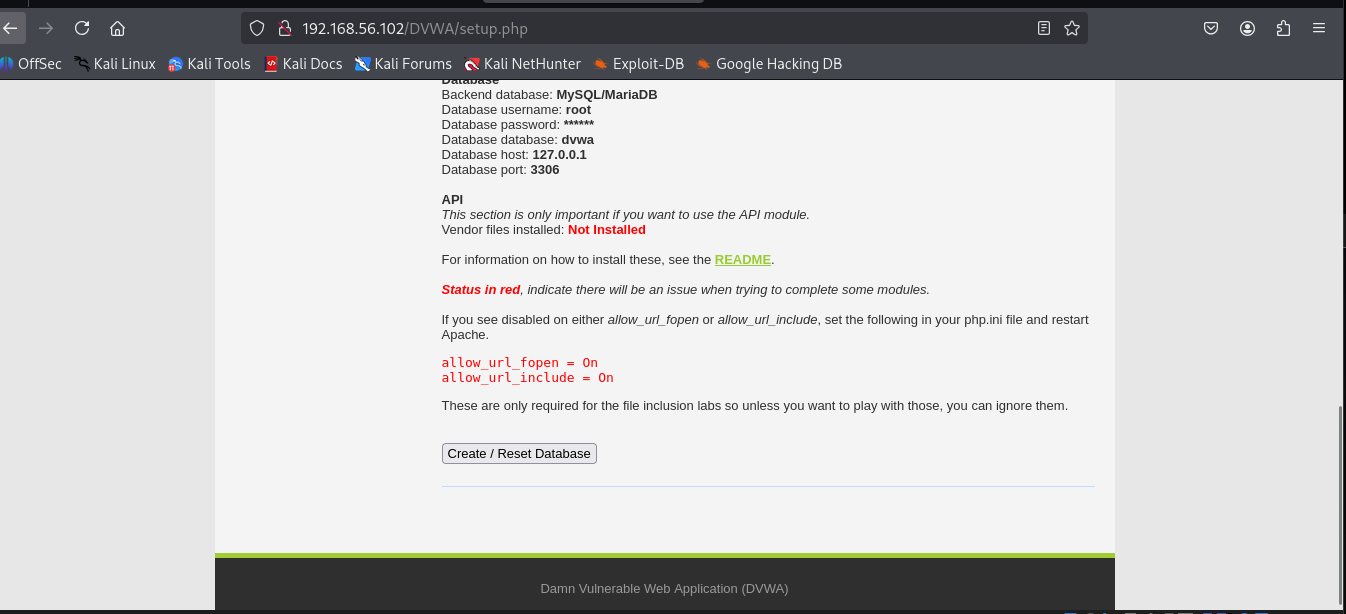 192.168.56.102/DVWA/setup.php
OffSec Kali Linux Kali Tools Kali Docs Kali Forums Kali NetHunter Exploit-DB Google Hacking DB
Database
Backend database: MySQL/MariaDB
Database username: root
Database password: ******
Database database: dvwa
Database host: 127.0.0.1
Database port: 3306
API
This section is only important if you want to use the API module.
Vendor files installed: Not Installed
For information on how to install these, see the README.
Status in red, indicate there will be an issue when trying to complete some modules.
If you see disabled on either allow_url_fopen or allow_url_include, set the following in your php.ini file and restart
Apache.
allow_url_fopen = On
allow_url_include = On
These are only required for the file inclusion labs so unless you want to play with those, you can ignore them.
Create / Reset Database
Damn Vulnerable Web Application (DVWA)